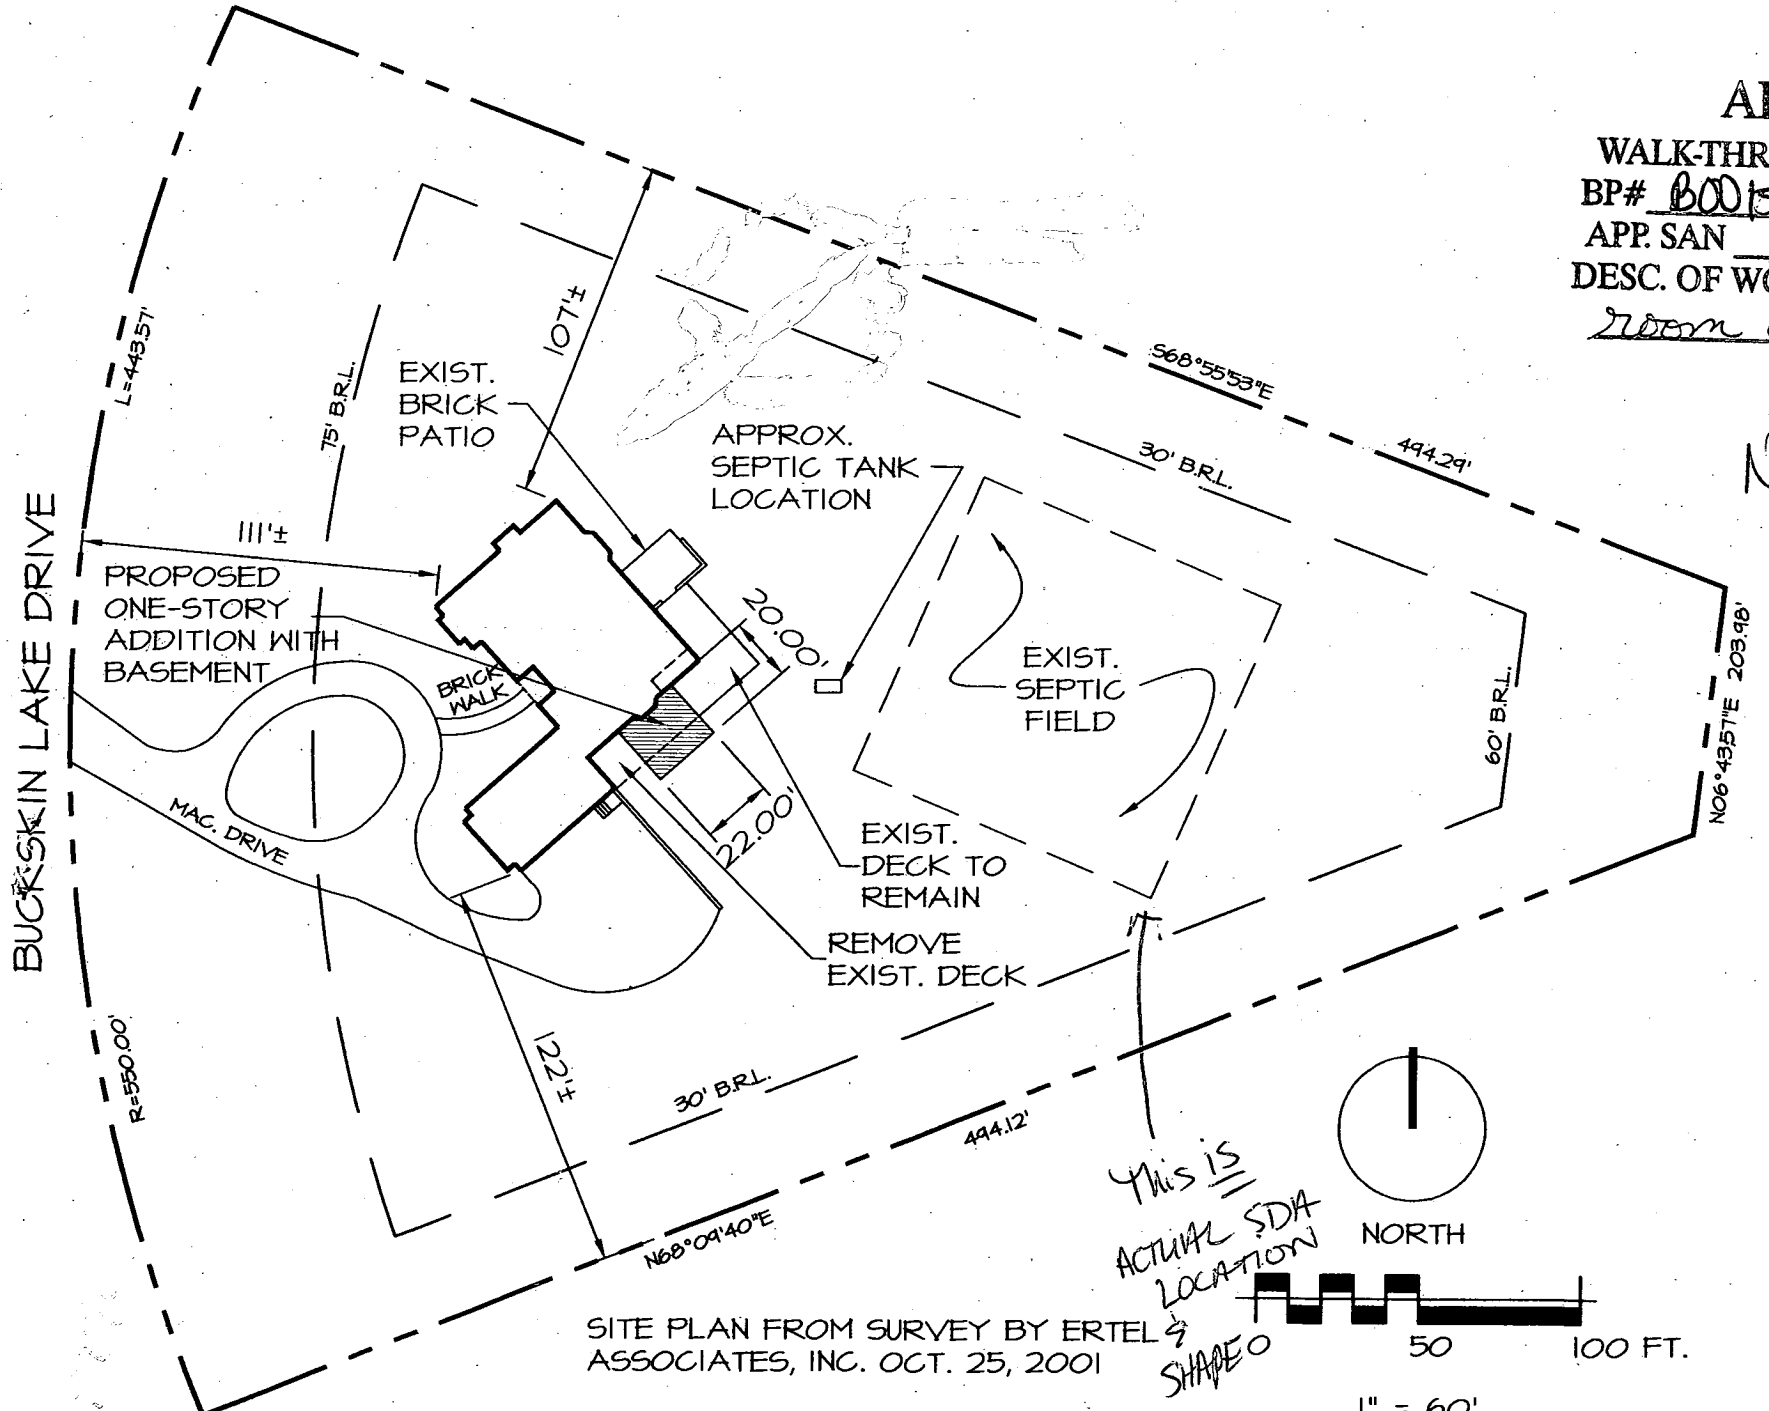 WALK-THR
BP#
APP. SAN
DESC. OF WO
room
L=443.57'
75' B.R.L.
107'±
EXIST.
BRICK
PATIO
APPROX.
SEPTIC TANK
LOCATION
S68°55'53"E
494.29'
30' B.R.L.
BUCKSKIN LAKE DRIVE
111'±
PROPOSED
ONE-STORY
ADDITION WITH
BASEMENT
BRICK
WALK
20.00'
EXIST.
SEPTIC
FIELD
60' B.R.L.
N06°43'57"E 203.98'
MAC. DRIVE
22.00'
EXIST.
DECK TO
REMAIN
REMOVE
EXIST. DECK
R=550.00'
122'±
30' B.R.L.
494.12'
N68°09'40"E
This is
ACTUAL SDA
LOCATION
&
SHAPE
NORTH
SITE PLAN FROM SURVEY BY ERTEL
ASSOCIATES, INC. OCT. 25, 2001
0 50 100 FT.
1" = 60'